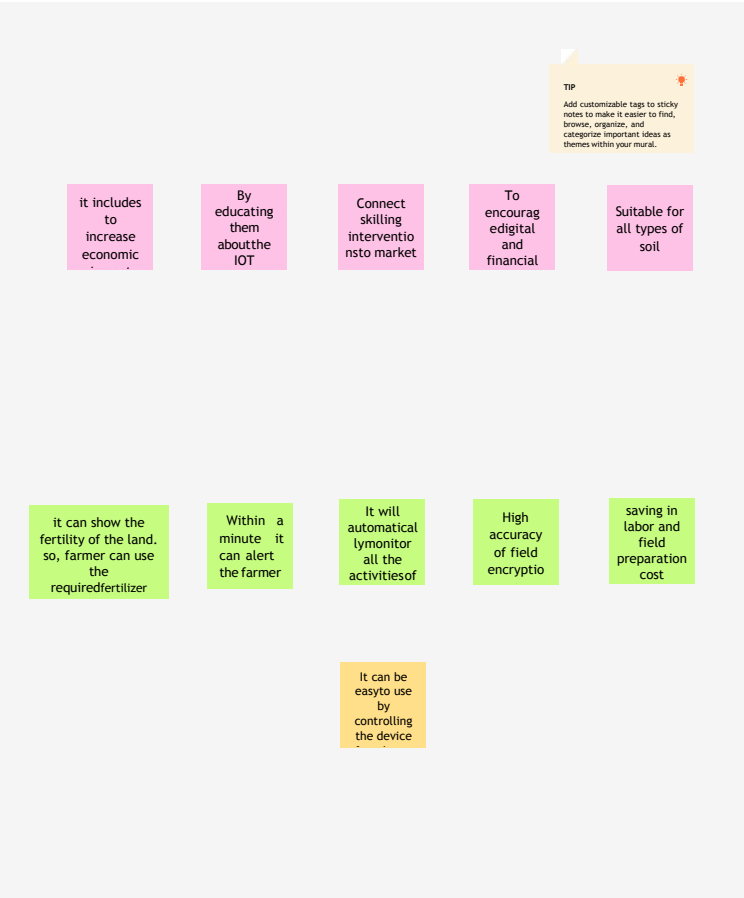 TIP
Add customizable tags to sticky
notes to make it easier to find,
browse, organize, and
categorize important ideas as
themes within your mural.
it includes
to
increase
economic
By
educating
them
aboutthe
IOT
Connect
skilling
interventio
nsto market
To
encourag
edigital
and
financial
Suitable for
all types of
soil
it can show the
fertility of the land.
so, farmer can use
the
requiredfertilizer
Within a
minute it
can alert
the farmer
It will
automatical
lymonitor
all the
activitiesof
High
accuracy
of field
encryptio
saving in
labor and
field
preparation
cost
It can be
easyto use
by
controlling
the device